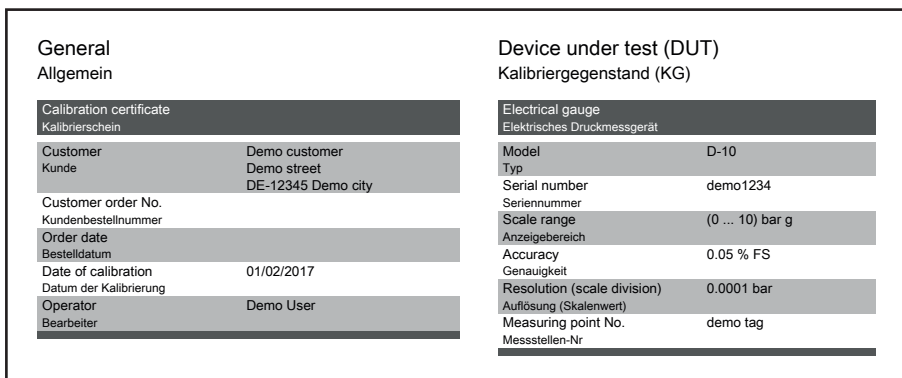 General
Allgemein
Calibration certificate
Kalibrierschein
Customer Demo customer
Kunde Demo street
DE-12345 Demo city
Customer order No.
Kundenbestellnummer
Order date
Bestelldatum
Date of calibration 01/02/2017
Datum der Kalibrierung
Operator Demo User
Bearbeiter
Device under test (DUT)
Kalibriergegenstand (KG)
Electrical gauge
Elektrisches Druckmessgerät
Model D-10
Typ
Serial number demo1234
Seriennummer
Scale range (0 ... 10) bar g
Anzeigebereich
Accuracy 0.05 % FS
Genauigkeit
Resolution (scale division) 0.0001 bar
Auflösung (Skalenwert)
Measuring point No. demo tag
Messstellen-Nr